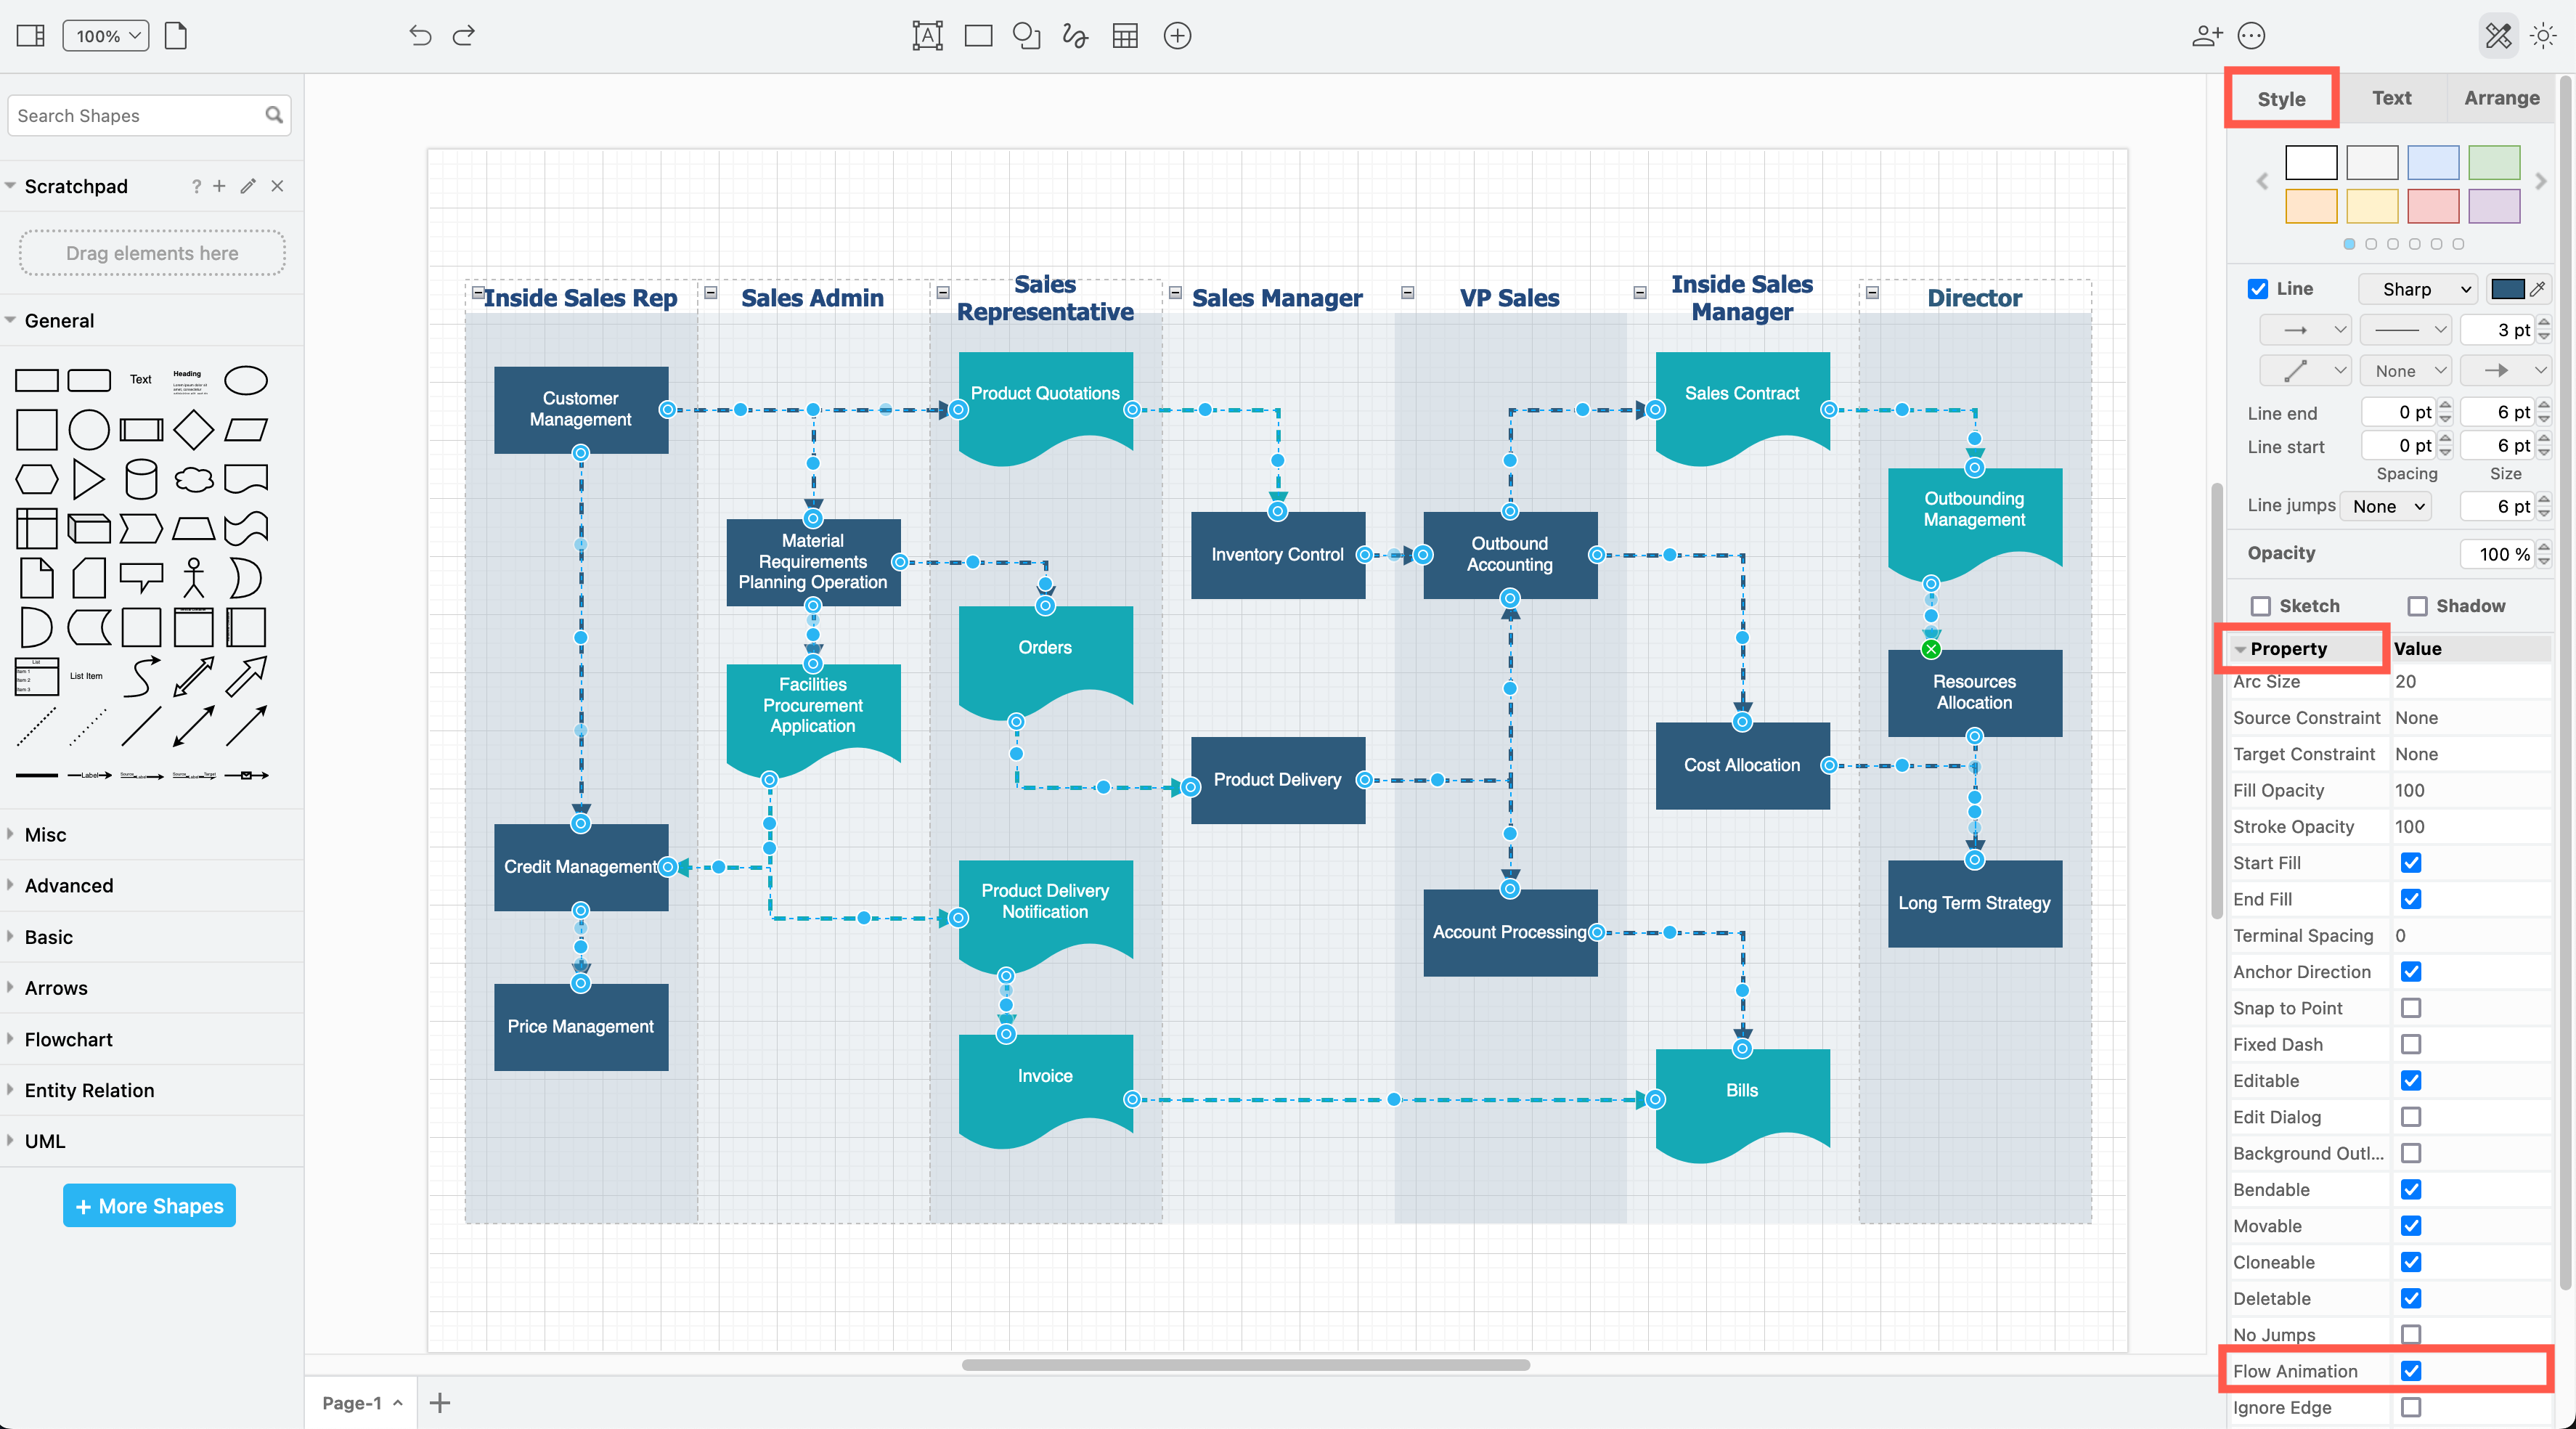 100%
Search Shapes
Scratchpad
?
Drag elements here
General
Text
Heading
List
Item 1
Item 2
Item 3
List Item
Label
Misc
Advanced
Basic
Arrows
Flowchart
Entity Relation
UML
+ More Shapes
Inside Sales Rep
Sales Admin
Sales
Representative
Sales Manager
VP Sales
Inside Sales
Manager
Director
Customer
Management
Product Quotations
Sales Contract
Outbounding
Management
Material
Requirements
Planning Operation
Inventory Control
Outbound
Accounting
Orders
Facilities
Procurement
Application
Resources
Allocation
Product Delivery
Cost Allocation
Credit Management
Product Delivery
Notification
Account Processing
Long Term Strategy
Price Management
Invoice
Bills
Page-1
Style
Text
Arrange
Line
Sharp
3 pt
None
Line end
0 pt
6 pt
Line start
0 pt
6 pt
Spacing
Size
Line jumps
None
6 pt
Opacity
100 %
Sketch
Shadow
Property
Value
Arc Size
20
Source Constraint
None
Target Constraint
None
Fill Opacity
100
Stroke Opacity
100
Start Fill
End Fill
Terminal Spacing
0
Anchor Direction
Snap to Point
Fixed Dash
Editable
Edit Dialog
Background Outl...
Bendable
Movable
Cloneable
Deletable
No Jumps
Flow Animation
Ignore Edge